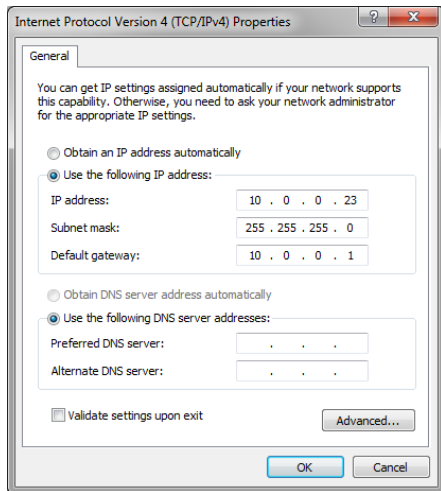 Internet Protocol Version 4 (TCP/IPv4) Properties
General
You can get IP settings assigned automatically if your network supports
this capability. Otherwise, you need to ask your network administrator
for the appropriate IP settings.
Obtain an IP address automatically
Use the following IP address:
IP address: 10 . 0 . 0 . 23
Subnet mask: 255 . 255 . 255 . 0
Default gateway: 10 . 0 . 0 . 1
Obtain DNS server address automatically
Use the following DNS server addresses:
Preferred DNS server: . . .
Alternate DNS server: . . .
Validate settings upon exit
Advanced...
OK Cancel